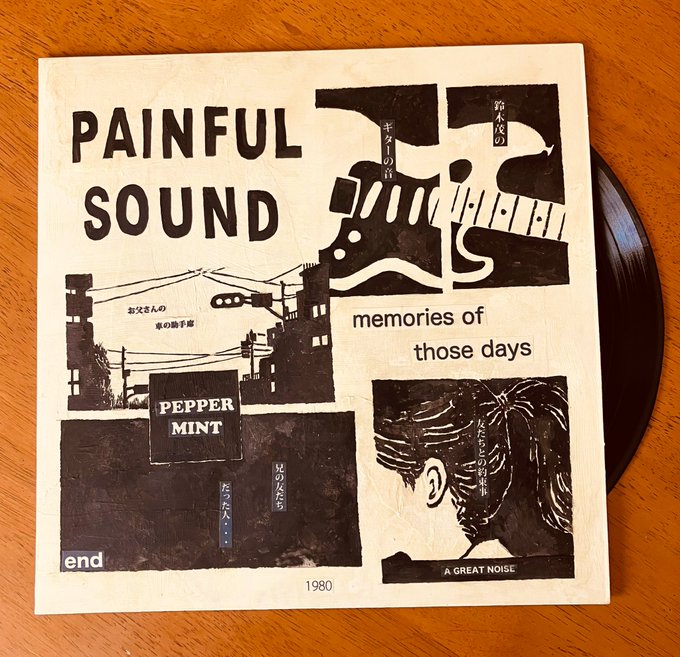 PAINFUL
SOUND
鈴木茂の
ギターの音
お父さんの
車の助手席
memories of
those days
PEPPER
MINT
兄の友だち
だった人・・・
友だちとの約束事
end
A GREAT NOISE
1980